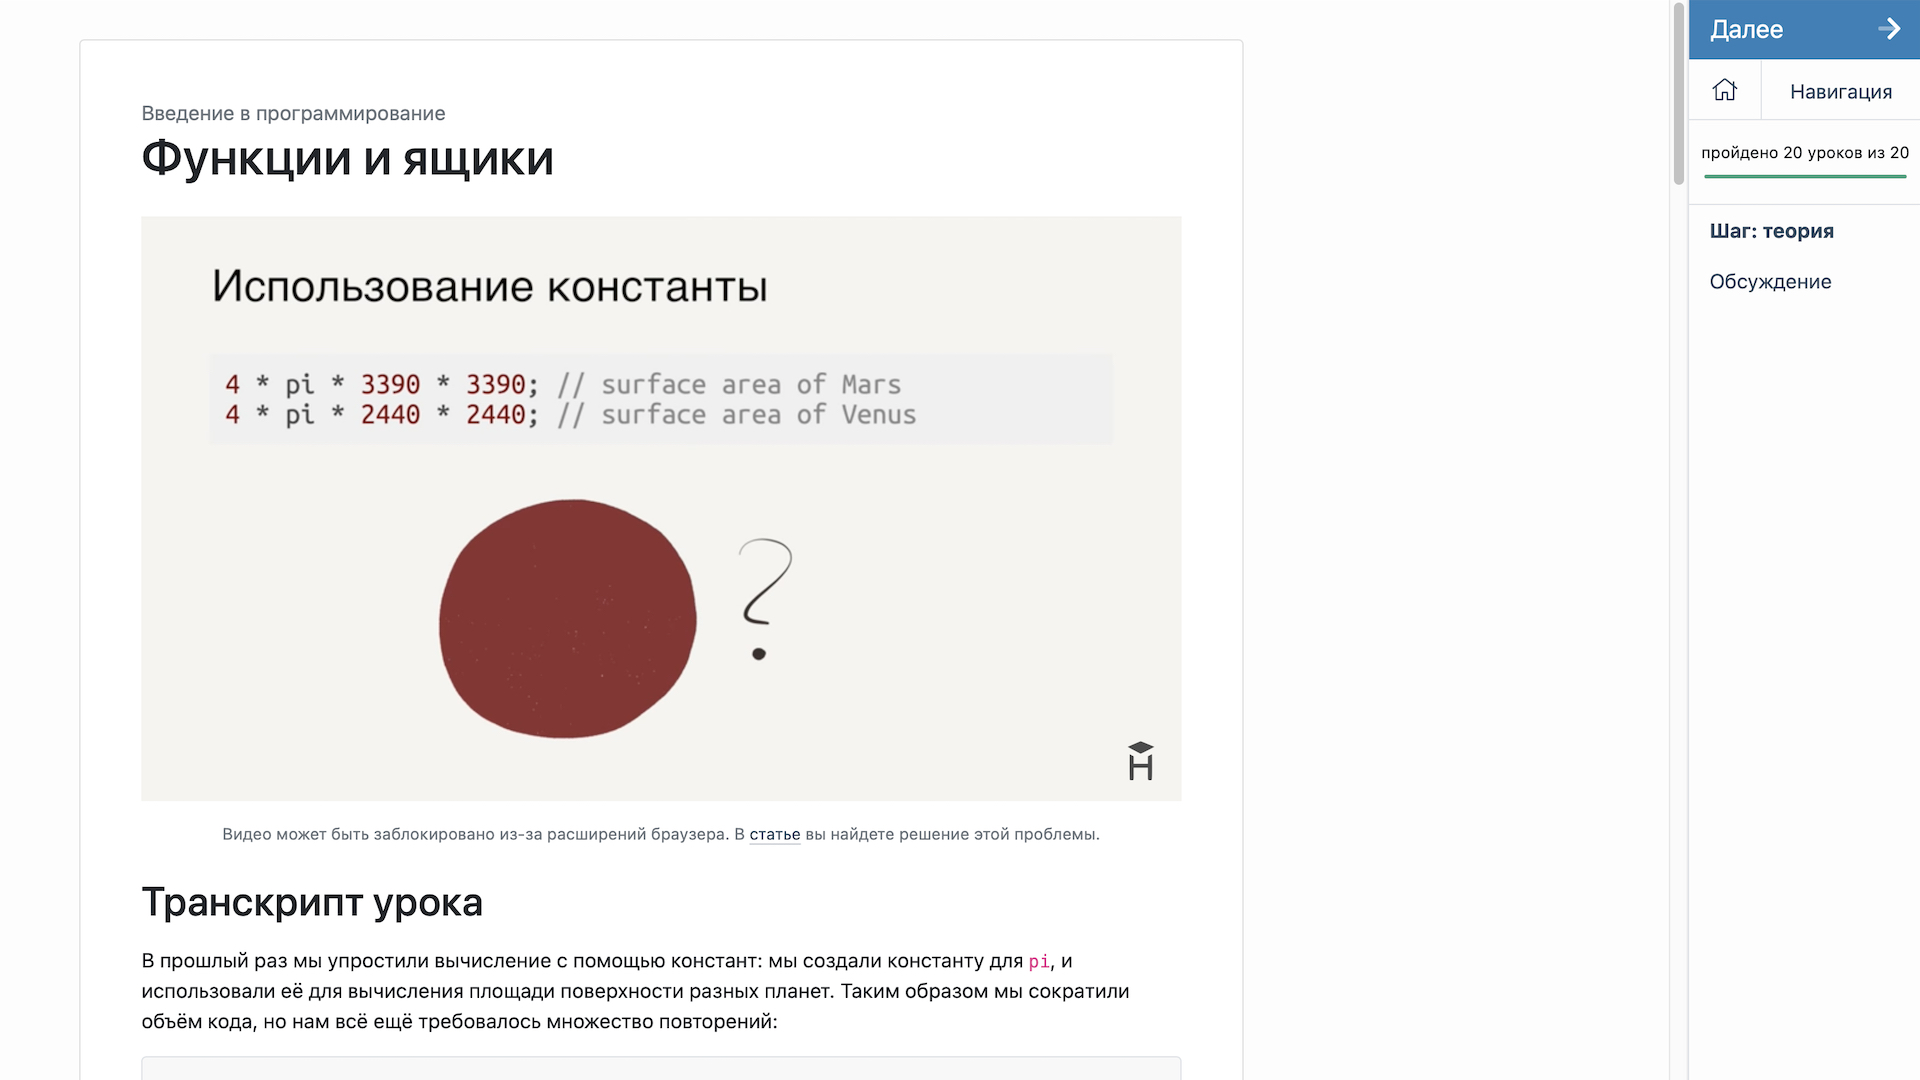 Введение в программирование
Функции и ящики
Использование константы
4 * pi * 3390 * 3390; // surface area of Mars
4 * pi * 2440 * 2440; // surface area of Venus
?
H
Видео может быть заблокировано из-за расширений браузера. В статье вы найдете решение этой проблемы.
Транскрипт урока
В прошлый раз мы упростили вычисление с помощью констант: мы создали константу для pi, и
использовали её для вычисления площади поверхности разных планет. Таким образом мы сократили
объём кода, но нам всё ещё требовалось множество повторений:
Далее
Навигация
пройдено 20 уроков из 20
Шаг: теория
Обсуждение